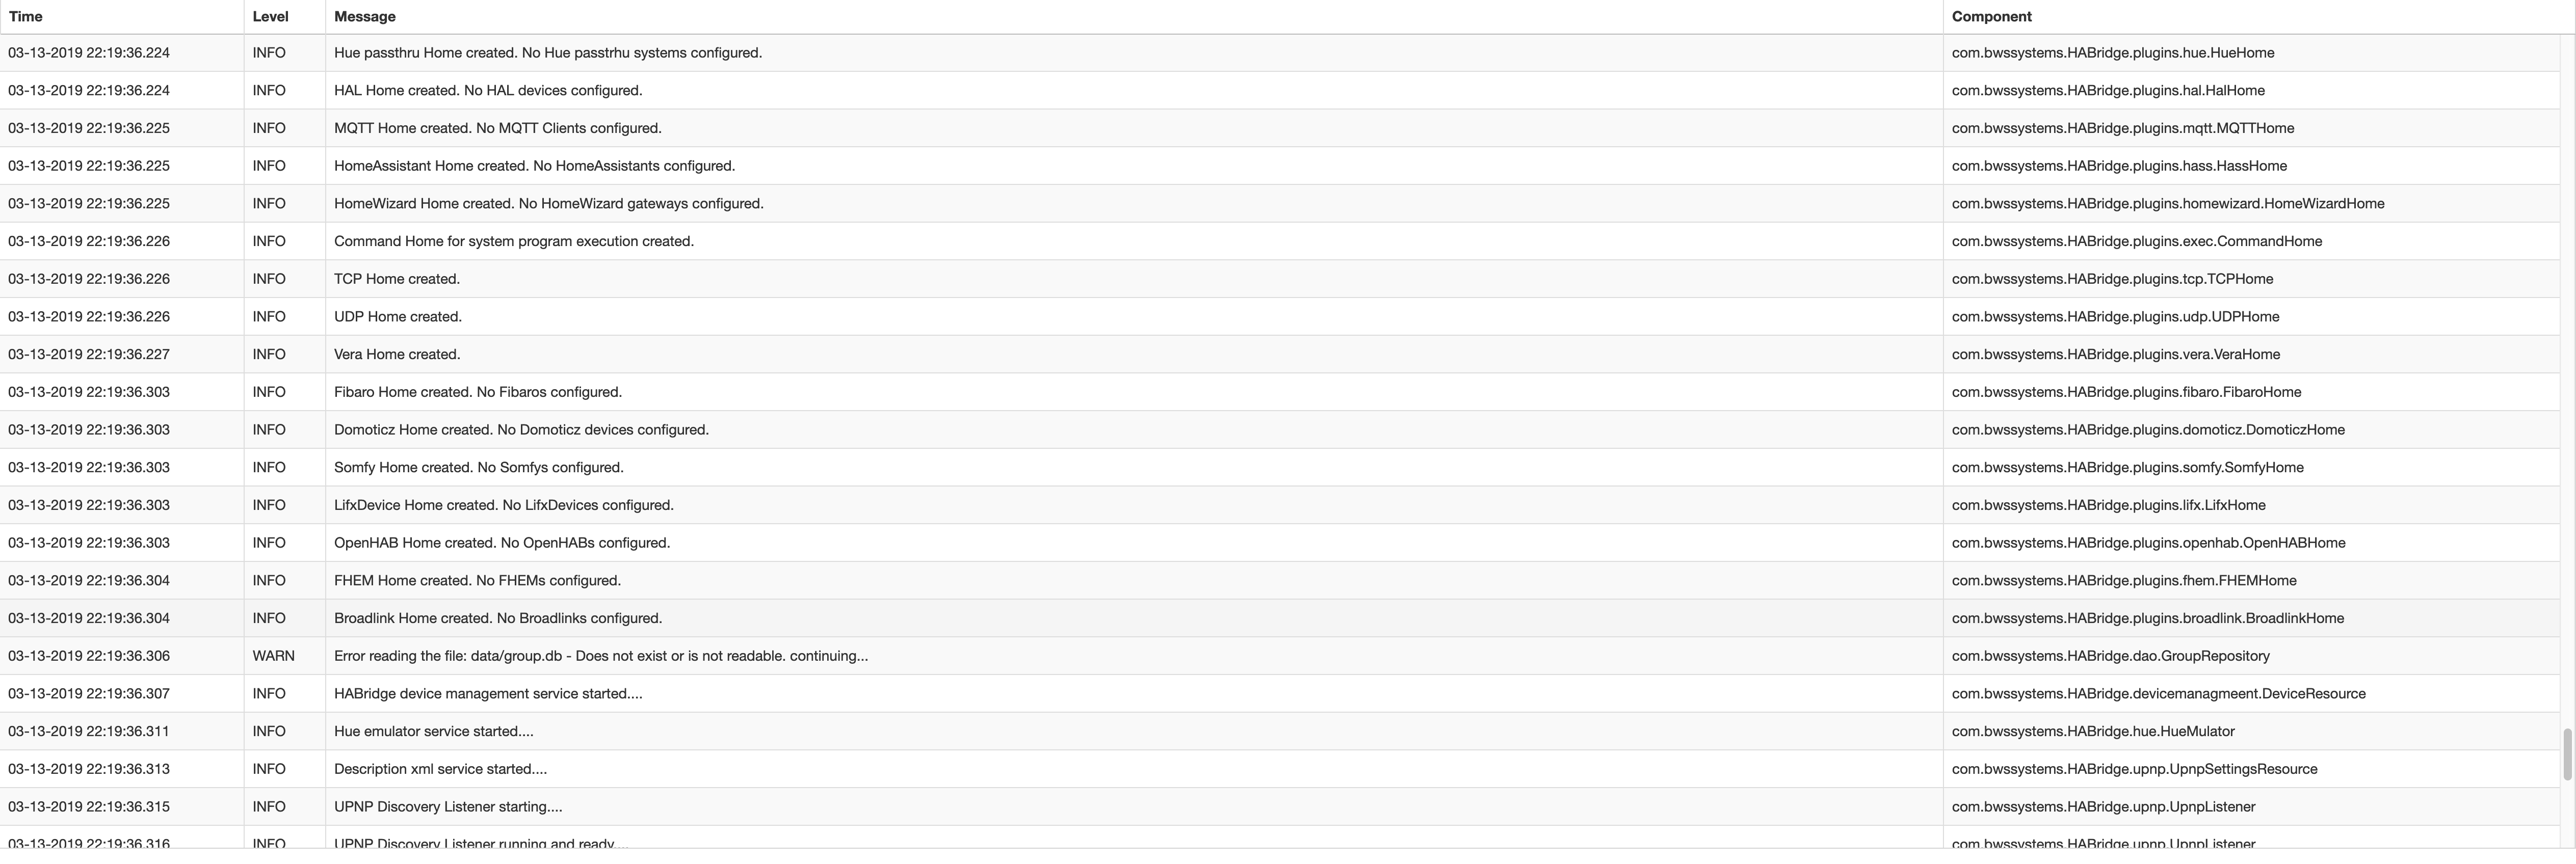 Time Level Message Component
03-13-2019 22:19:36.224 INFO Hue passthru Home created. No Hue passtrhu systems configured. com.bwssystems.HABridge.plugins.hue.HueHome
03-13-2019 22:19:36.224 INFO HAL Home created. No HAL devices configured. com.bwssystems.HABridge.plugins.hal.HalHome
03-13-2019 22:19:36.225 INFO MQTT Home created. No MQTT Clients configured. com.bwssystems.HABridge.plugins.mqtt.MQTTHome
03-13-2019 22:19:36.225 INFO HomeAssistant Home created. No HomeAssistants configured. com.bwssystems.HABridge.plugins.hass.HassHome
03-13-2019 22:19:36.225 INFO HomeWizard Home created. No HomeWizard gateways configured. com.bwssystems.HABridge.plugins.homewizard.HomeWizardHome
03-13-2019 22:19:36.226 INFO Command Home for system program execution created. com.bwssystems.HABridge.plugins.exec.CommandHome
03-13-2019 22:19:36.226 INFO TCP Home created. com.bwssystems.HABridge.plugins.tcp.TCPHome
03-13-2019 22:19:36.226 INFO UDP Home created. com.bwssystems.HABridge.plugins.udp.UDPHome
03-13-2019 22:19:36.227 INFO Vera Home created. com.bwssystems.HABridge.plugins.vera.VeraHome
03-13-2019 22:19:36.303 INFO Fibaro Home created. No Fibaros configured. com.bwssystems.HABridge.plugins.fibaro.FibaroHome
03-13-2019 22:19:36.303 INFO Domoticz Home created. No Domoticz devices configured. com.bwssystems.HABridge.plugins.domoticz.DomoticzHome
03-13-2019 22:19:36.303 INFO Somfy Home created. No Somfys configured. com.bwssystems.HABridge.plugins.somfy.SomfyHome
03-13-2019 22:19:36.303 INFO LifxDevice Home created. No LifxDevices configured. com.bwssystems.HABridge.plugins.lifx.LifxHome
03-13-2019 22:19:36.303 INFO OpenHAB Home created. No OpenHABs configured. com.bwssystems.HABridge.plugins.openhab.OpenHABHome
03-13-2019 22:19:36.304 INFO FHEM Home created. No FHEMs configured. com.bwssystems.HABridge.plugins.fhem.FHEMHome
03-13-2019 22:19:36.304 INFO Broadlink Home created. No Broadlinks configured. com.bwssystems.HABridge.plugins.broadlink.BroadlinkHome
03-13-2019 22:19:36.306 WARN Error reading the file: data/group.db - Does not exist or is not readable. continuing... com.bwssystems.HABridge.dao.GroupRepository
03-13-2019 22:19:36.307 INFO HABridge device management service started.... com.bwssystems.HABridge.devicemanagmeent.DeviceResource
03-13-2019 22:19:36.311 INFO Hue emulator service started.... com.bwssystems.HABridge.hue.HueMulator
03-13-2019 22:19:36.313 INFO Description xml service started.... com.bwssystems.HABridge.upnp.UpnpSettingsResource
03-13-2019 22:19:36.315 INFO UPNP Discovery Listener starting.... com.bwssystems.HABridge.upnp.UpnpListener
03-13-2019 22:19:36.316 INFO UPNP Discovery Listener running and ready.... com.bwssystems.HABridge.upnp.UpnpListener